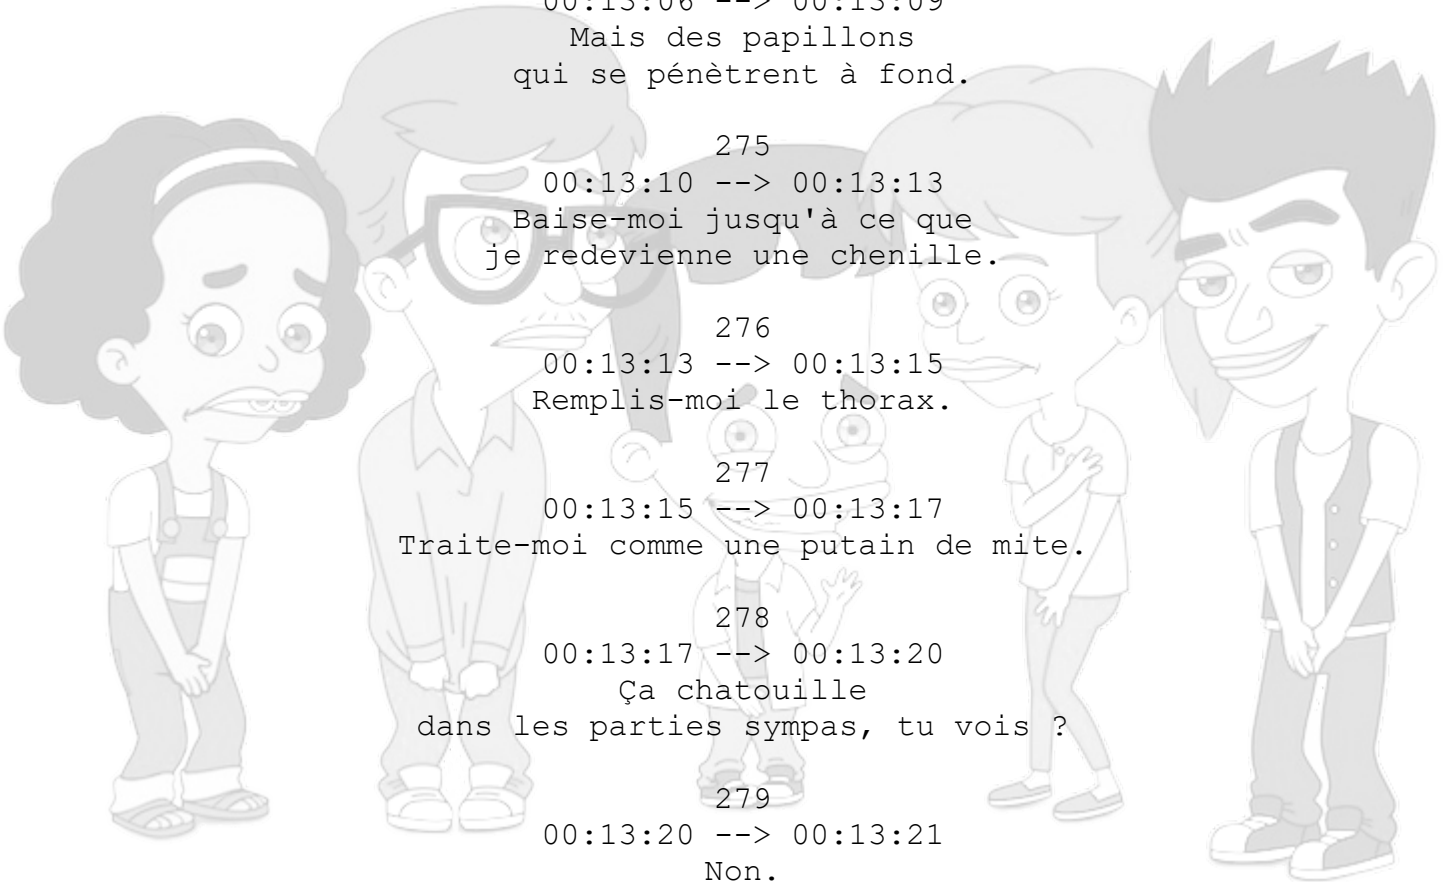 00:13:06 --> 00:13:09
Mais des papillons
qui se pénètrent à fond.
275
00:13:10 --> 00:13:13
Baise-moi jusqu'à ce que
je redevienne une chenille.
276
00:13:13 --> 00:13:15
Remplis-moi le thorax.
277
00:13:15 --> 00:13:17
Traite-moi comme une putain de mite.
278
00:13:17 --> 00:13:20
Ça chatouille
dans les parties sympas, tu vois ?
279
00:13:20 --> 00:13:21
Non.